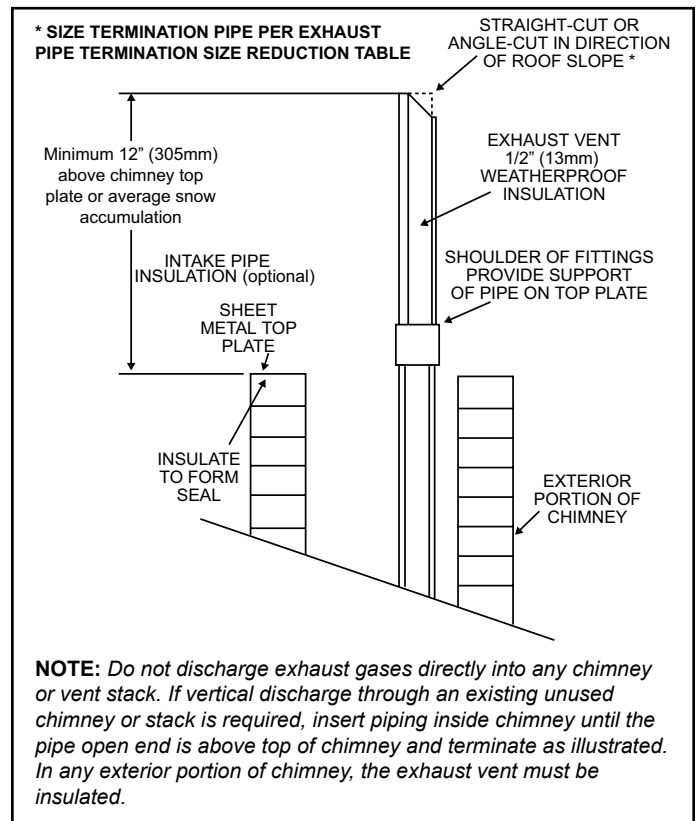 * SIZE TERMINATION PIPE PER EXHAUST
PIPE TERMINATION SIZE REDUCTION TABLE
STRAIGHT-CUT OR
ANGLE-CUT IN DIRECTION
OF ROOF SLOPE *
Minimum 12” (305mm)
above chimney top
plate or average snow
accumulation
EXHAUST VENT
1/2” (13mm)
WEATHERPROOF
INSULATION
INTAKE PIPE
INSULATION (optional)
SHOULDER OF FITTINGS
PROVIDE SUPPORT
OF PIPE ON TOP PLATE
SHEET
METAL TOP
PLATE
INSULATE
TO FORM
SEAL
EXTERIOR
PORTION OF
CHIMNEY
NOTE: Do not discharge exhaust gases directly into any chimney
or vent stack. If vertical discharge through an existing unused
chimney or stack is required, insert piping inside chimney until the
pipe open end is above top of chimney and terminate as illustrated.
In any exterior portion of chimney, the exhaust vent must be
insulated.